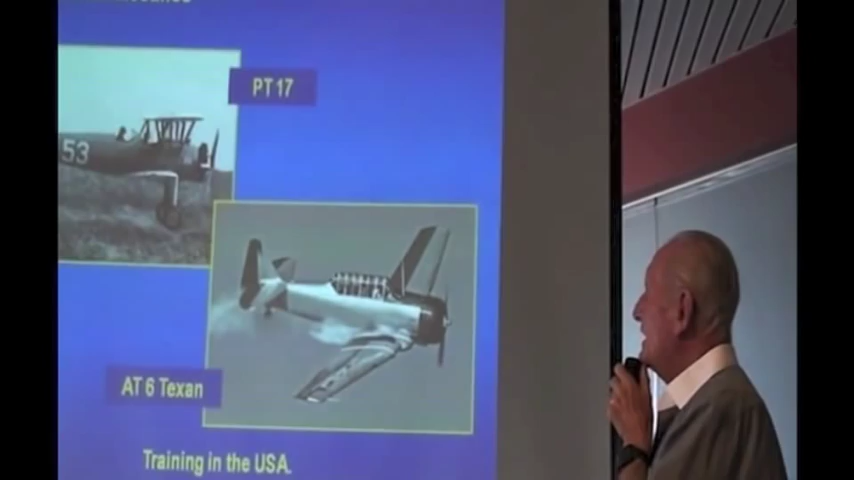 PT 17
53
AT 6 Texan
Training in the USA.